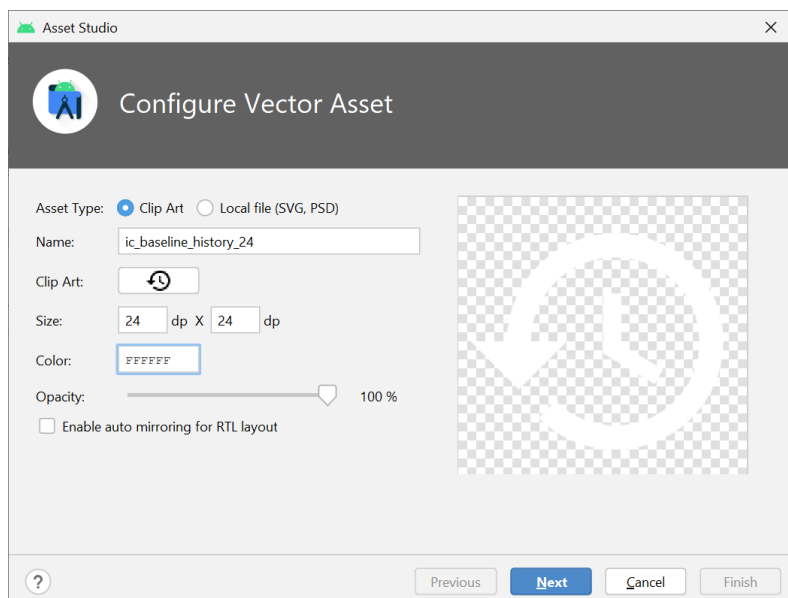 Asset Studio
Configure Vector Asset
Asset Type: Clip Art Local file (SVG, PSD)
Name: ic_baseline_history_24
Clip Art:
Size: 24 dp X 24 dp
Color: FFFFFF
Opacity: 100 %
Enable auto mirroring for RTL layout
? Previous Next Cancel Finish